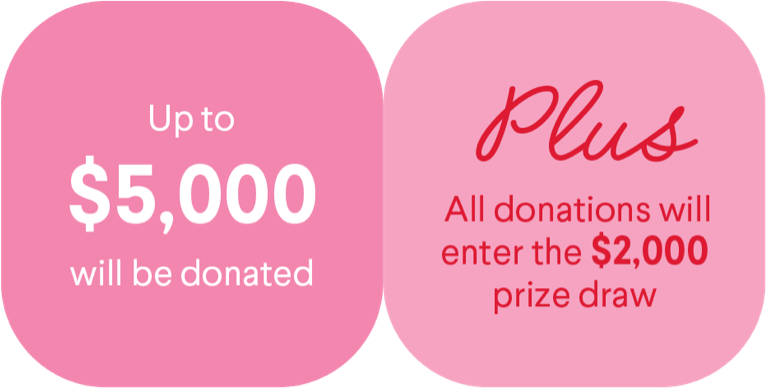 Up to
$5,000
will be donated
Plus
All donations will
enter the $2,000
prize draw